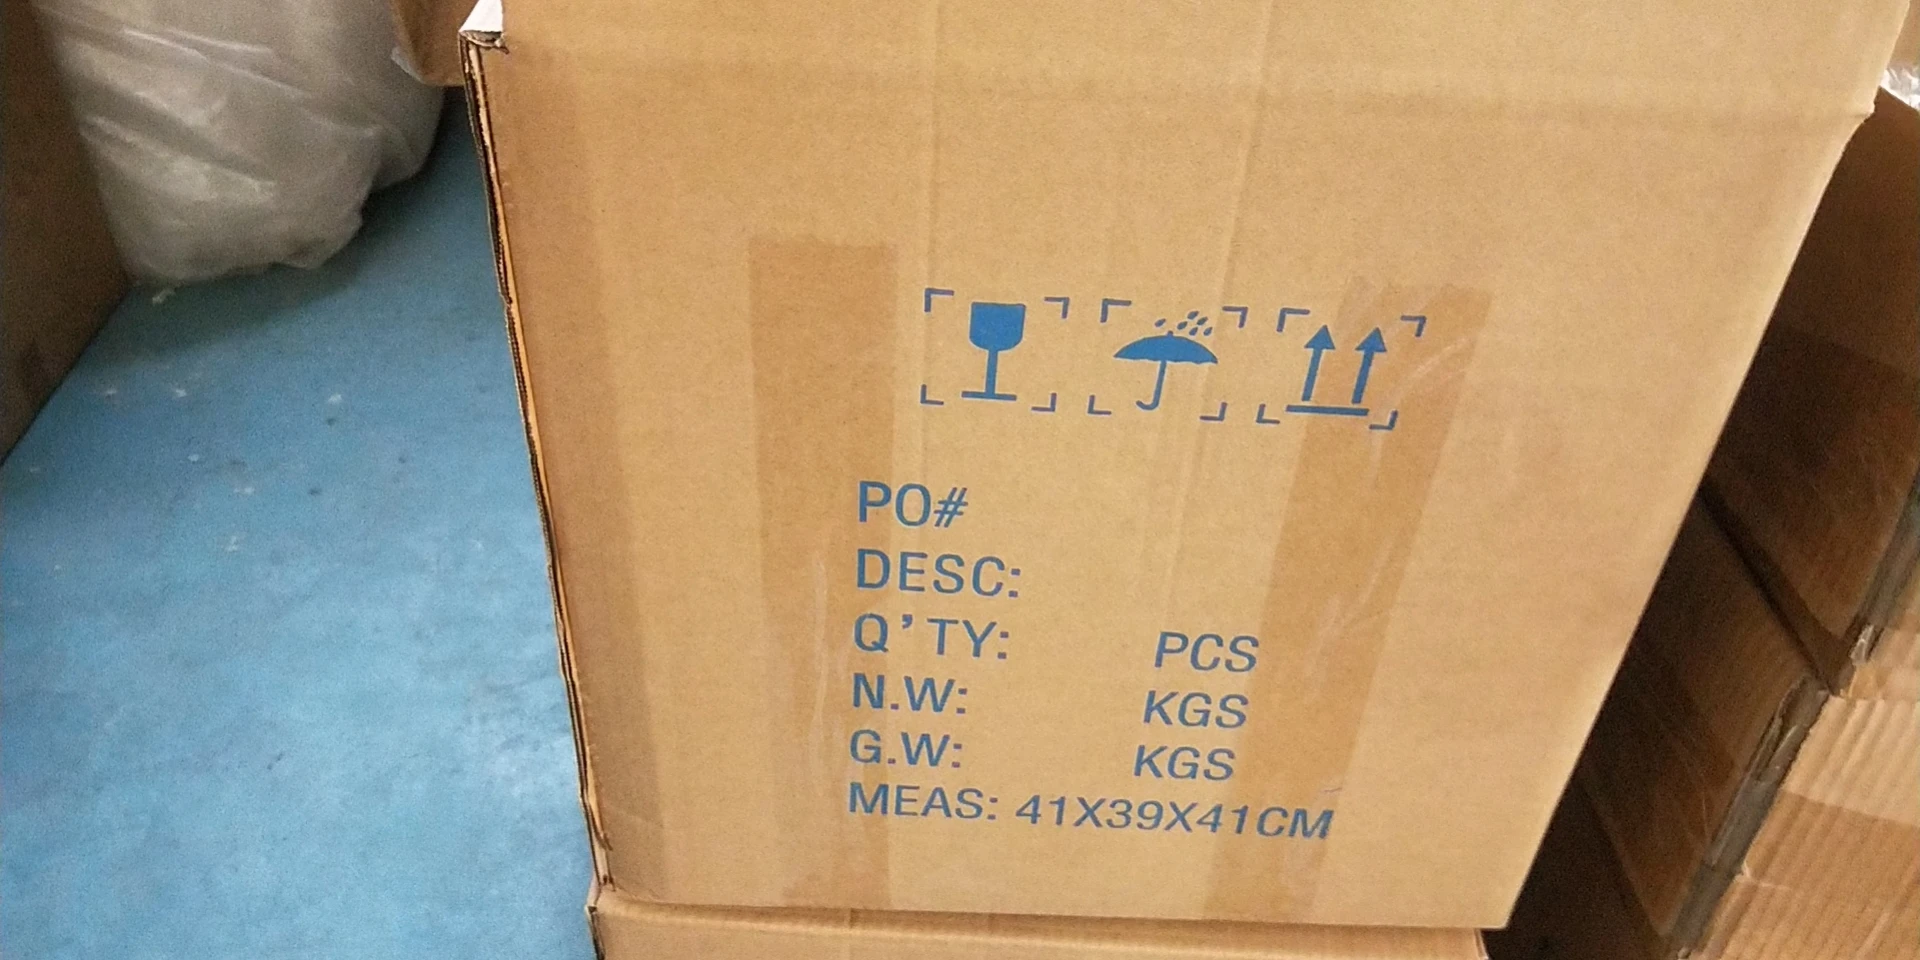 PO#
DESC:
Q'TY: PCS
N.W: KGS
G.W: KGS
MEAS: 41X39X41CM